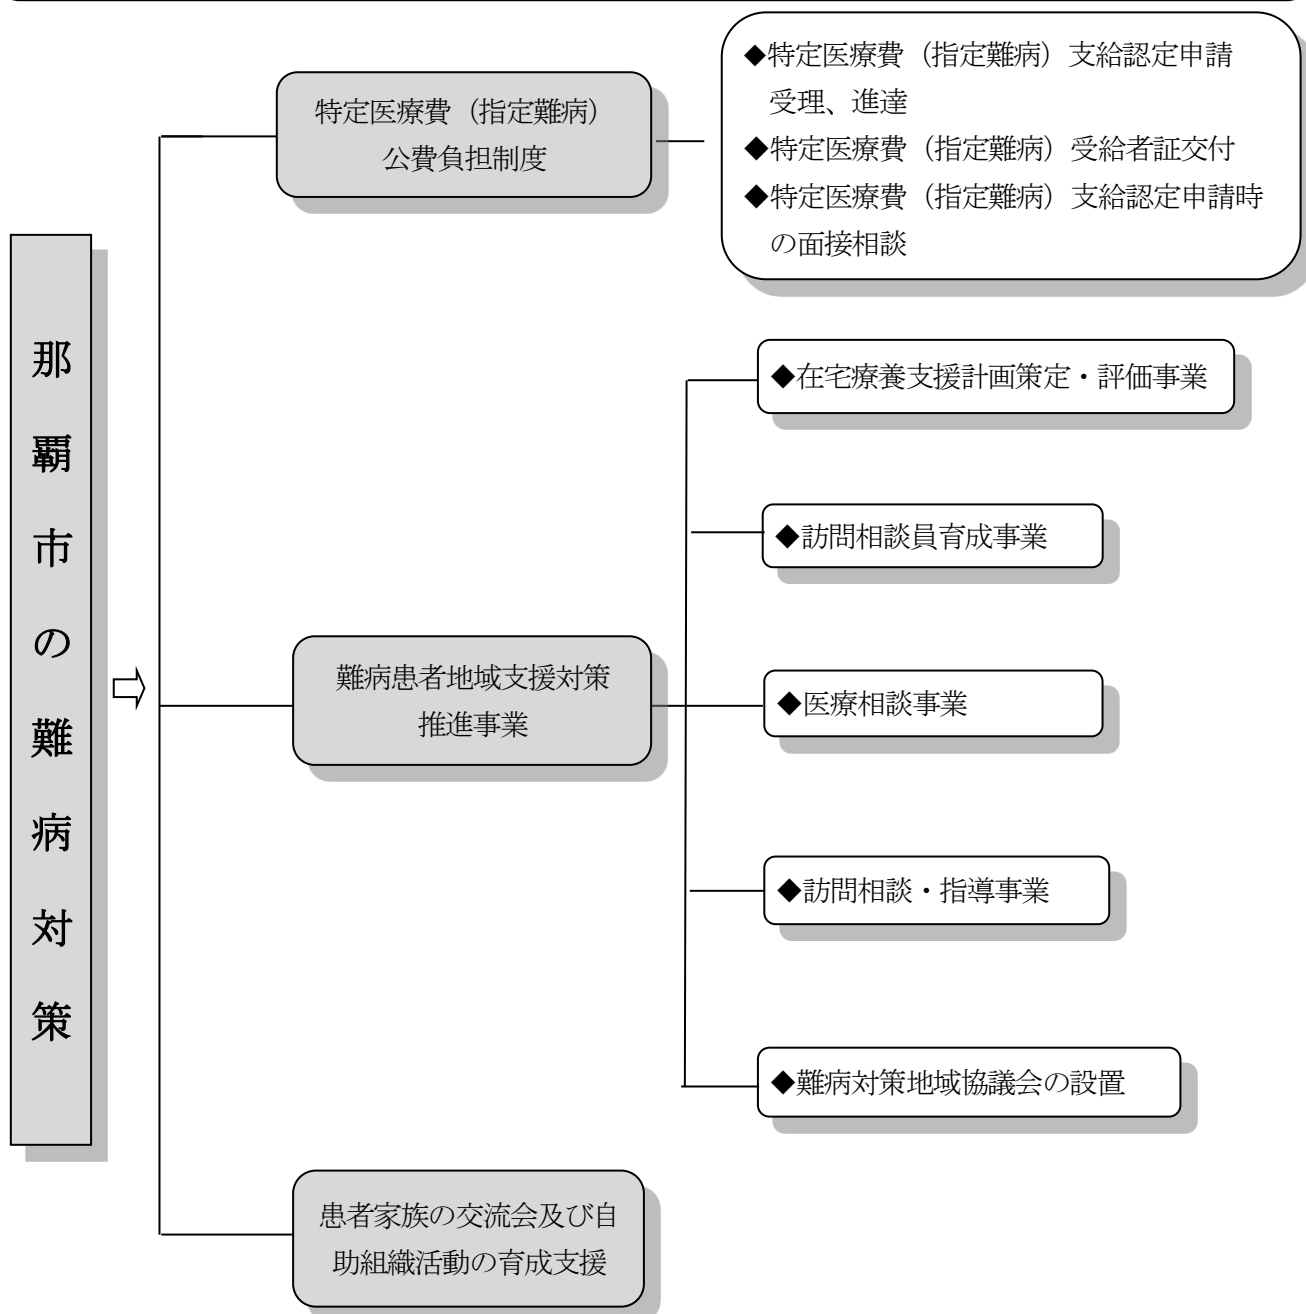 那覇市の難病対策
特定医療費（指定難病）
公費負担制度
◆特定医療費（指定難病）支給認定申請
受理、進達
◆特定医療費（指定難病）受給者証交付
◆特定医療費（指定難病）支給認定申請時
の面接相談
難病患者地域支援対策
推進事業
◆在宅療養支援計画策定・評価事業
◆訪問相談員育成事業
◆医療相談事業
◆訪問相談・指導事業
◆難病対策地域協議会の設置
患者家族の交流会及び自
助組織活動の育成支援